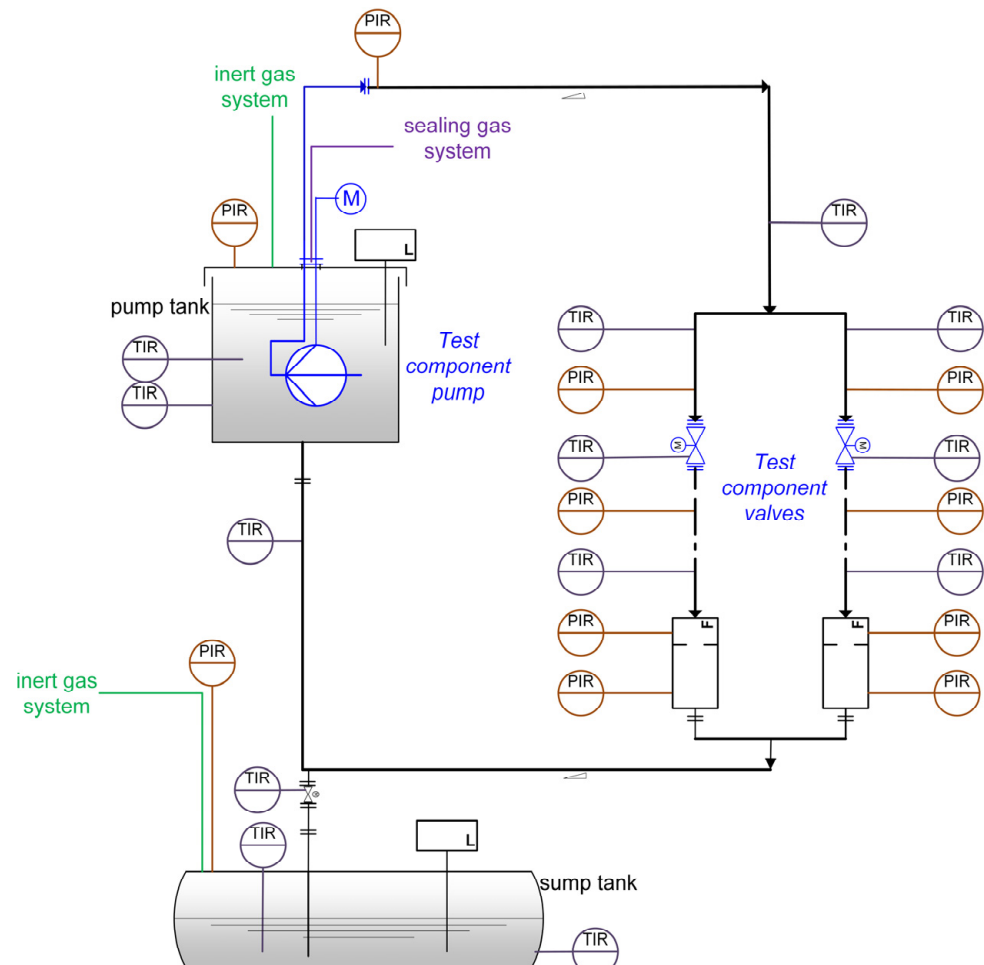 PIR
inert gas
system
sealing gas
system
M
PIR
TIR
L
pump tank
TIR
TIR
Test
component
pump
TIR
TIR
PIR
PIR
M
M
TIR
TIR
Test
component
valves
PIR
PIR
TIR
TIR
TIR
F
F
PIR
PIR
PIR
PIR
PIR
inert gas
system
TIR
TIR
L
sump tank
TIR